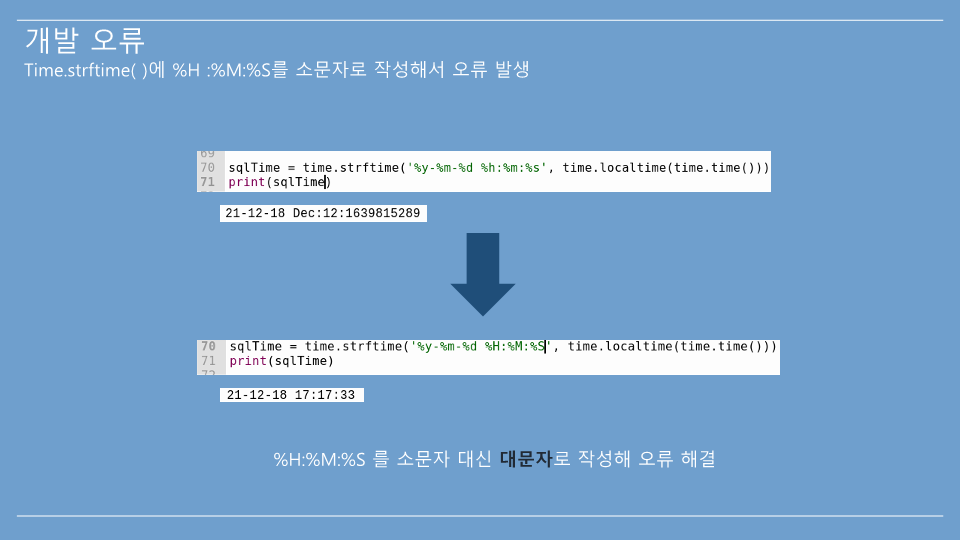 개발 오류
Time.strftime( )에 %H :%M:%S를 소문자로 작성해서 오류 발생
69
70 sqlTime = time.strftime('%y-%m-%d %h:%m:%s', time.localtime(time.time()))
71 print(sqlTime)
21-12-18 Dec:12:1639815289
70 sqlTime = time.strftime('%y-%m-%d %H:%M:%S', time.localtime(time.time()))
71 print(sqlTime)
72
21-12-18 17:17:33
%H:%M:%S 를 소문자 대신 대문자로 작성해 오류 해결